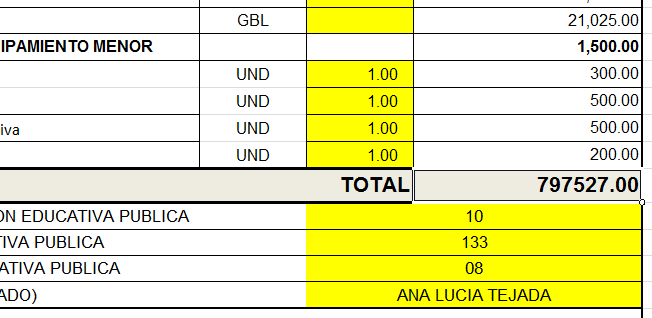 GBL 21,025.00
IPAMIENTO MENOR 1,500.00
UND 1.00 300.00
UND 1.00 500.00
iva UND 1.00 500.00
UND 1.00 200.00
TOTAL 797527.00
ON EDUCATIVA PUBLICA 10
TIVA PUBLICA 133
ATIVA PUBLICA 08
ADO) ANA LUCIA TEJADA